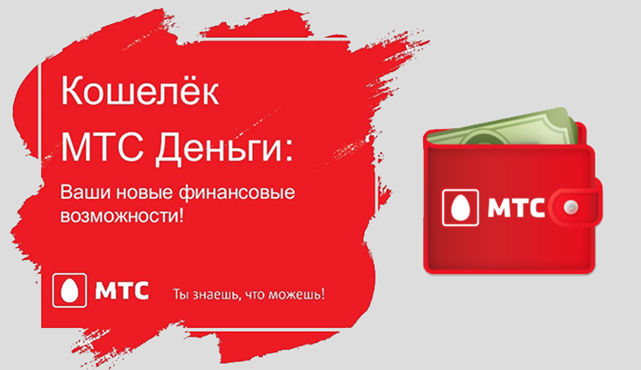 Кошелёк
МТС Деньги:
Ваши новые финансовые
возможности!
МТС
Ты знаешь, что можешь!
МТС